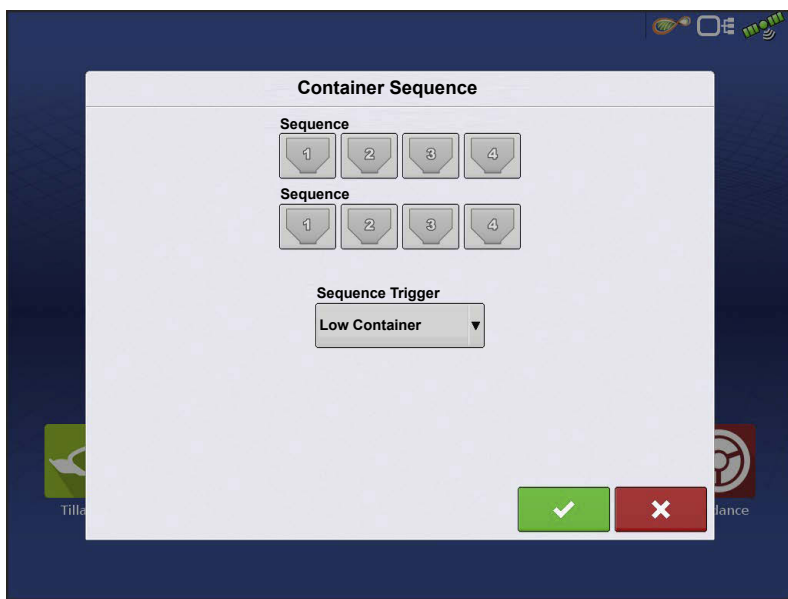 Container Sequence
Sequence
1 2 3 4
Sequence
1 2 3 4
Sequence Trigger
Low Container
Tilla
dance